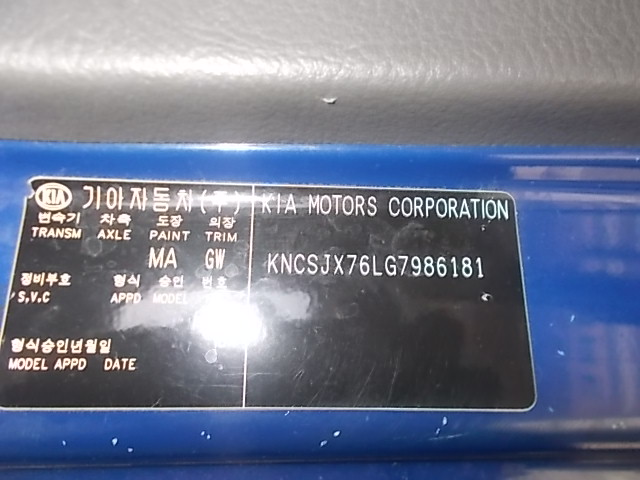 KIA 기아자동차(주) KIA MOTORS CORPORATION
변속기 차축 도장 외장
TRANSM AXLE PAINT TRIM
MA GW KNCSJX76LG7986181
정비부호 형식 승인 번호
S.V.C APPD MODEL
형식승인년월일
MODEL APPD DATE